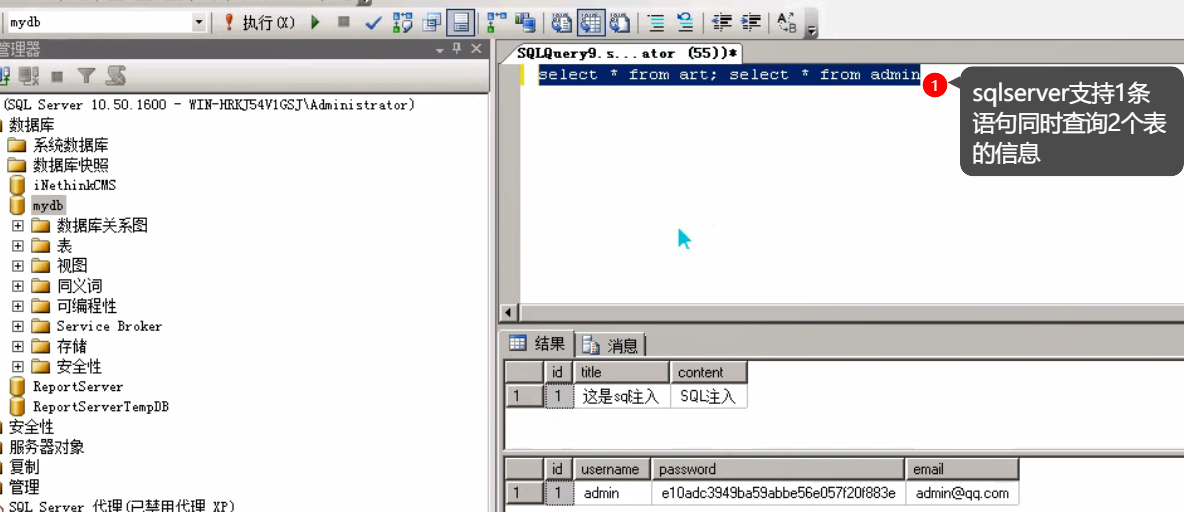 mydb
执行(X)
管理器
(SQL Server 10.50.1600 - WIN-HRKJ54V1GSJ\Administrator)
数据库
系统数据库
数据库快照
iNethinkCMS
mydb
数据库关系图
表
视图
同义词
可编程性
Service Broker
存储
安全性
ReportServer
ReportServerTempDB
安全性
服务器对象
复制
管理
SQL Server 代理(已禁用代理 XP)
SQLQuery9.s...ator (55))*
select * from art; select * from admin
1
sqlserver支持1条
语句同时查询2个表
的信息
结果 消息
id title content
1 1 这是sql注入 SQL注入
id username password email
1 1 admin e10adc3949ba59abbe56e057f20f883e admin@qq.com